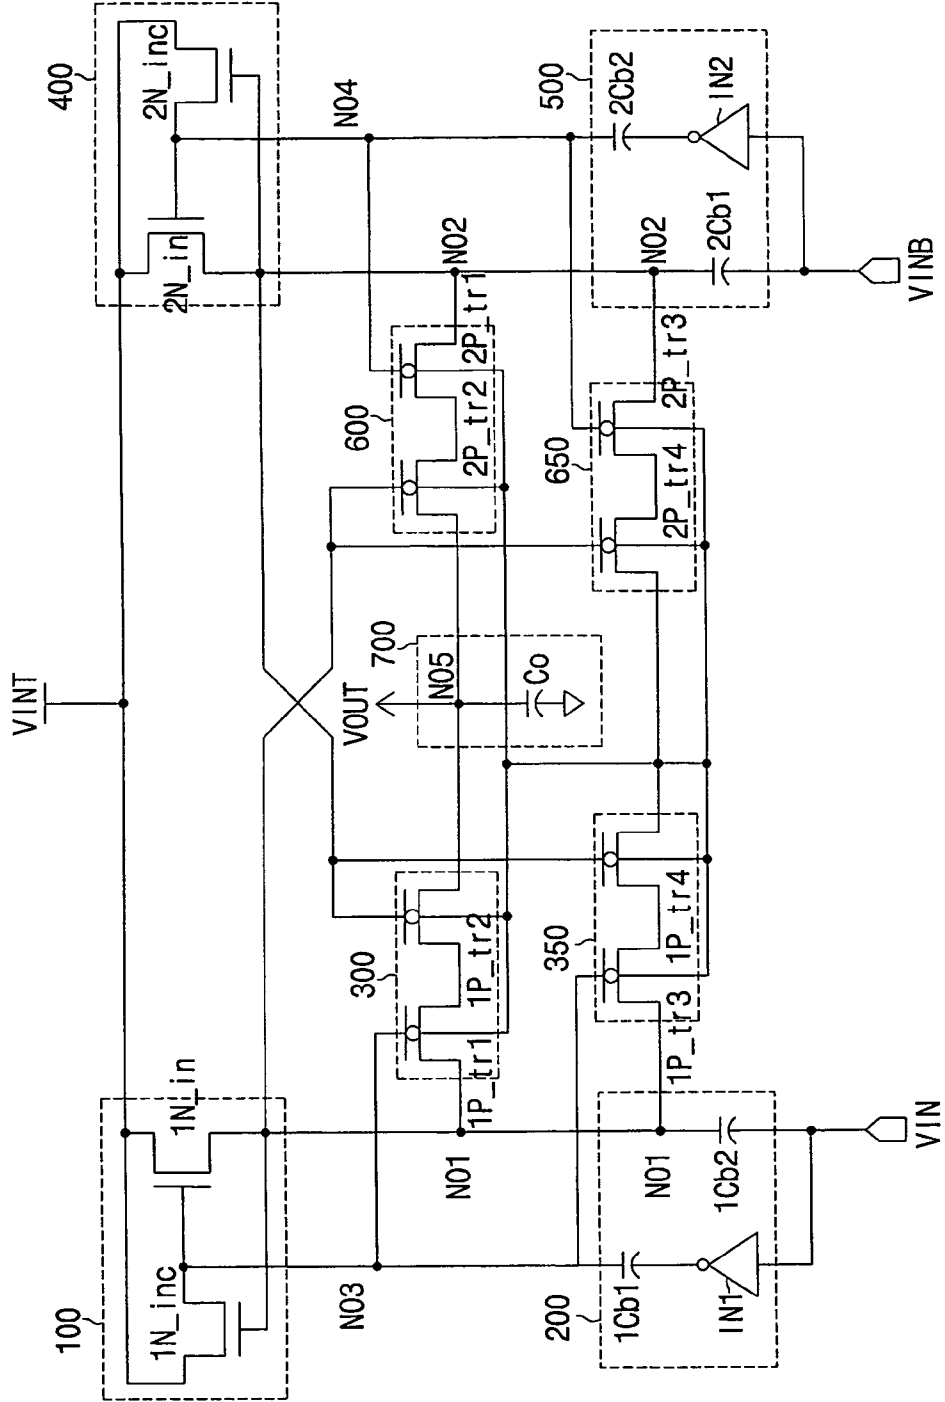 400
2N_inc
2N_in
VINT
1N_in
1N_inc
100
N04
N02
2P_tr1
2P_tr2
600
700
N05
VOUT
Co
300
1P_tr2
1P_tr1
N01
N03
500
2Cb2
IN2
2Cb1
N02
VINB
2P_tr3
2P_tr4
650
350
1P_tr4
1P_tr3
N01
1Cb2
VIN
200
1Cb1
IN1